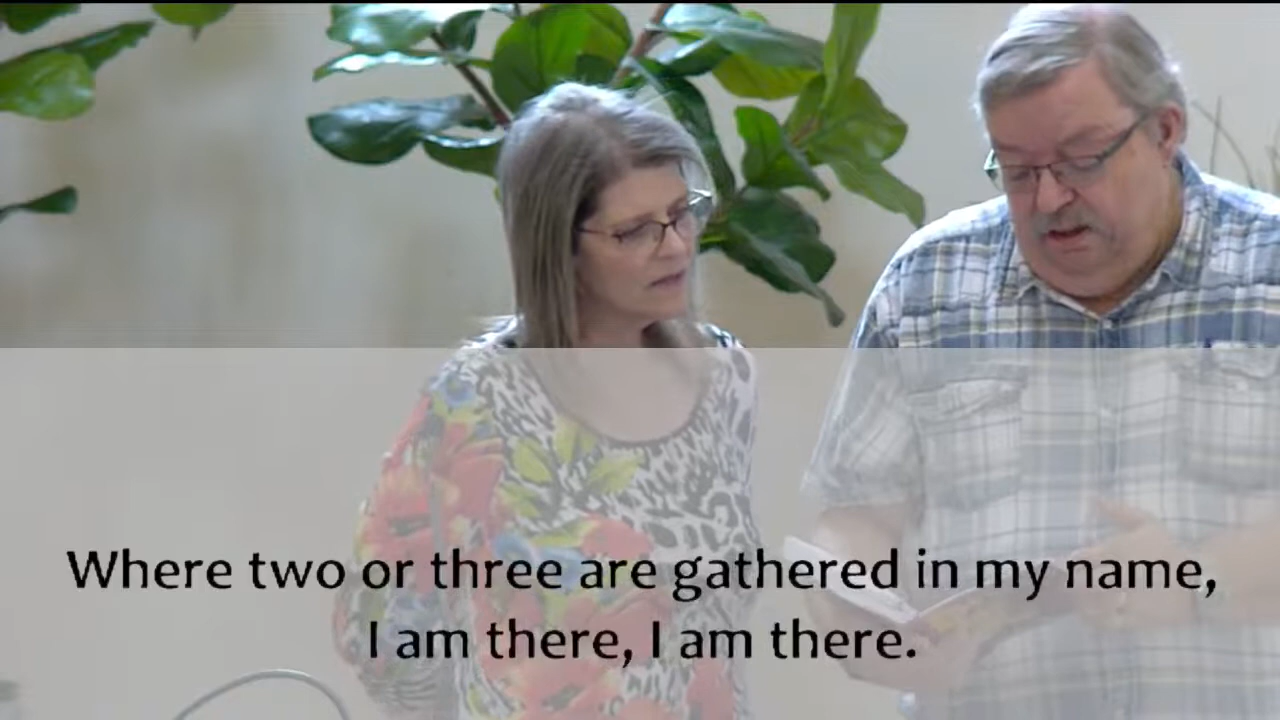 Where two or three are gathered in my name,
I am there, I am there.